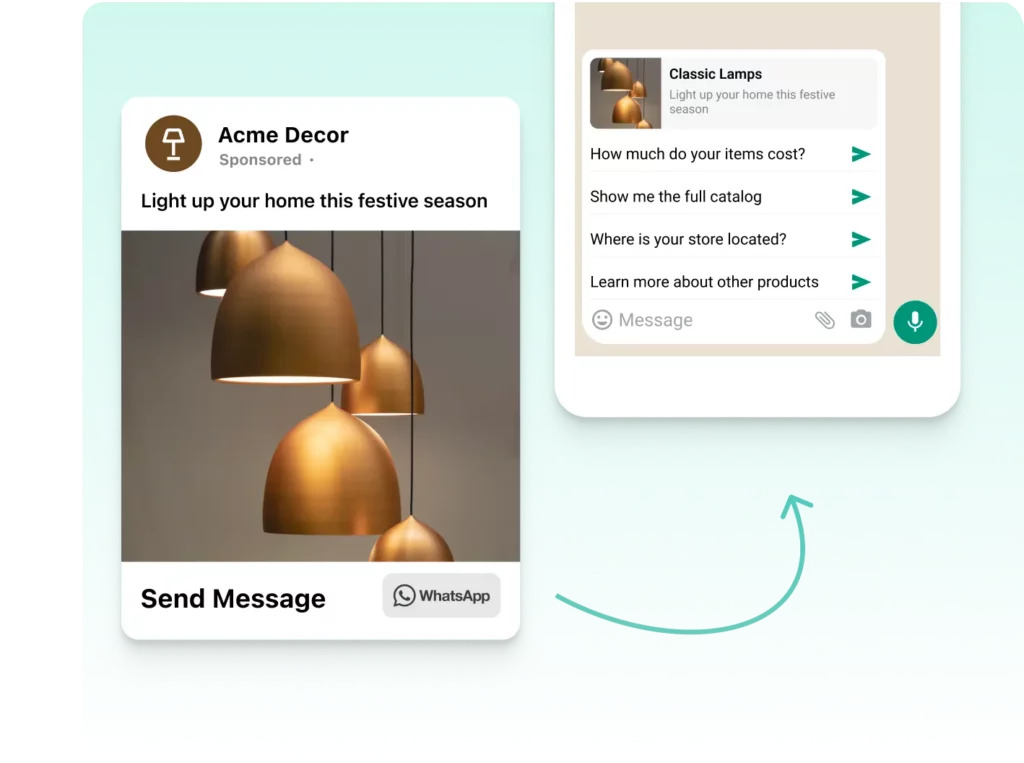 Acme Decor
Sponsored ·
Light up your home this festive season
Send Message
WhatsApp
Classic Lamps
Light up your home this festive
season
How much do your items cost?
Show me the full catalog
Where is your store located?
Learn more about other products
Message